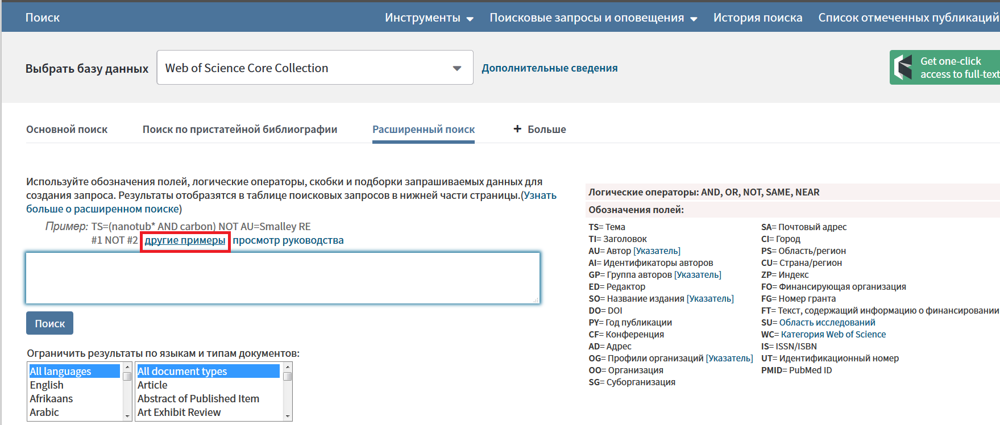 Поиск
Инструменты
Поисковые запросы и оповещения
История поиска
Список отмеченных публикаций
Выбрать базу данных
Web of Science Core Collection
Дополнительные сведения
Get one-click
access to full-text
Основной поиск
Поиск по пристатейной библиографии
Расширенный поиск
+ Больше
Используйте обозначения полей, логические операторы, скобки и подборки запрашиваемых данных для
создания запроса. Результаты отобразятся в таблице поисковых запросов в нижней части страницы.(Узнать
больше о расширенном поиске)
Пример: TS=(nanotub* AND carbon) NOT AU=Smalley RE
#1 NOT #2 другие примеры просмотр руководства
Поиск
Ограничить результаты по языкам и типам документов:
All languages
English
Afrikaans
Arabic
All document types
Article
Abstract of Published Item
Art Exhibit Review
Логические операторы: AND, OR, NOT, SAME, NEAR
Обозначения полей:
TS= Тема
TI= Заголовок
AU= Автор [Указатель]
AI= Идентификаторы авторов
GP= Группа авторов [Указатель]
ED= Редактор
SO= Название издания [Указатель]
DO= DOI
PY= Год публикации
CF= Конференция
AD= Адрес
OG= Профили организаций [Указатель]
OO= Организация
SG= Суборганизация
SA= Почтовый адрес
CI= Город
PS= Область/регион
CU= Страна/регион
ZP= Индекс
FO= Финансирующая организация
FG= Номер гранта
FT= Текст, содержащий информацию о финансировании
SU= Область исследований
WC= Категория Web of Science
IS= ISSN/ISBN
UT= Идентификационный номер
PMID= PubMed ID